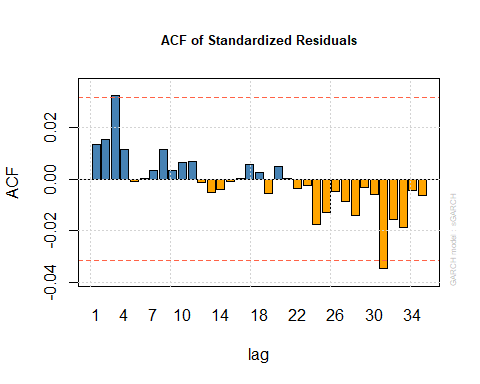 ACF of Standardized Residuals
ACF
0.02
0.00
-0.02
-0.04
1 4 7 10 14 18 22 26 30 34
lag
GARCH model : sGARCH